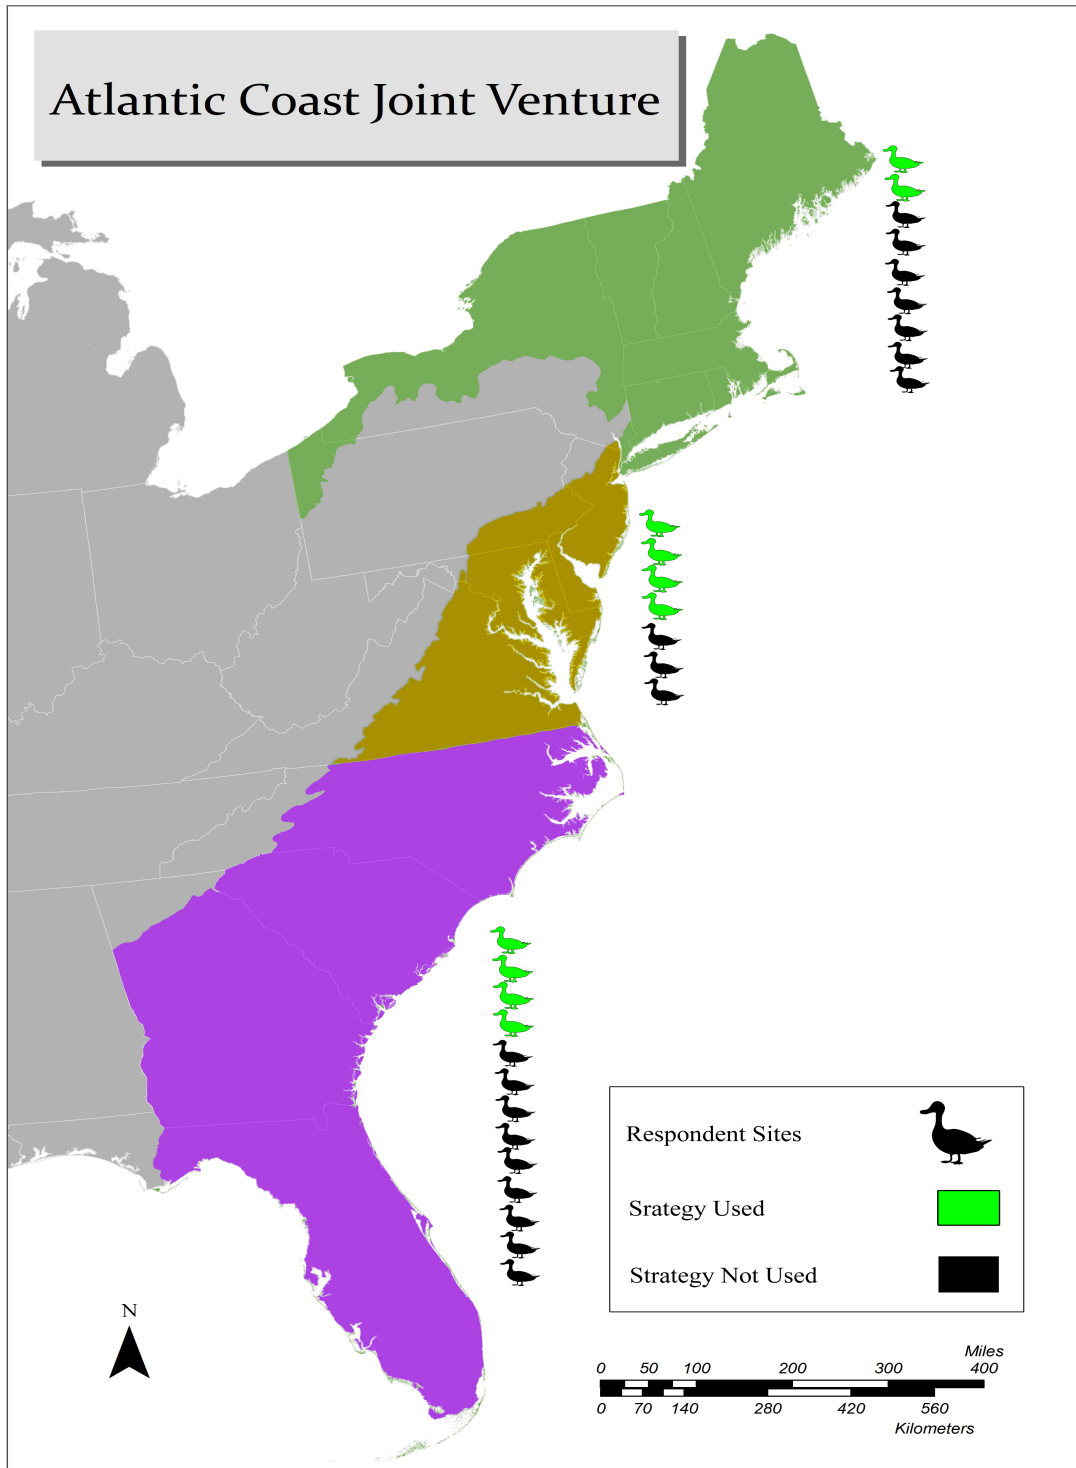 Atlantic Coast Joint Venture
Respondent Sites
Srategy Used
Strategy Not Used
N
Miles
0 50 100 200 300 400
0 70 140 280 420 560
Kilometers